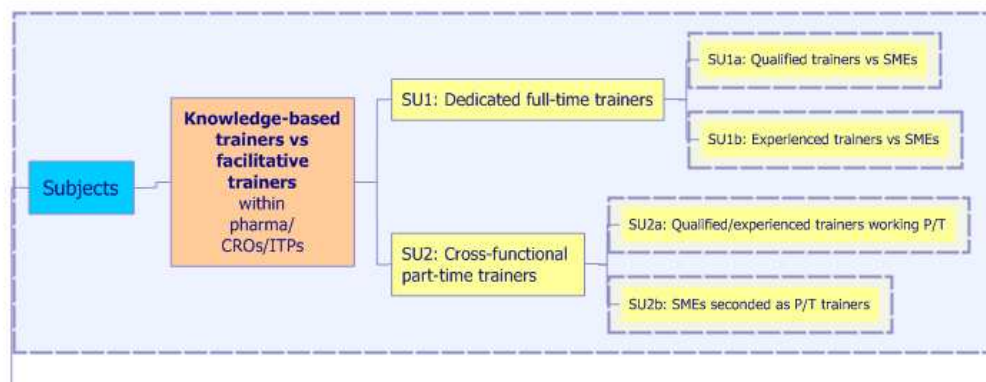 Subjects
Knowledge-based
trainers vs
facilitative
trainers
within
pharma/
CROs/ITPs
SU1: Dedicated full-time trainers
SU1a: Qualified trainers vs SMEs
SU1b: Experienced trainers vs SMEs
SU2: Cross-functional
part-time trainers
SU2a: Qualified/experienced trainers working P/T
SU2b: SMEs seconded as P/T trainers